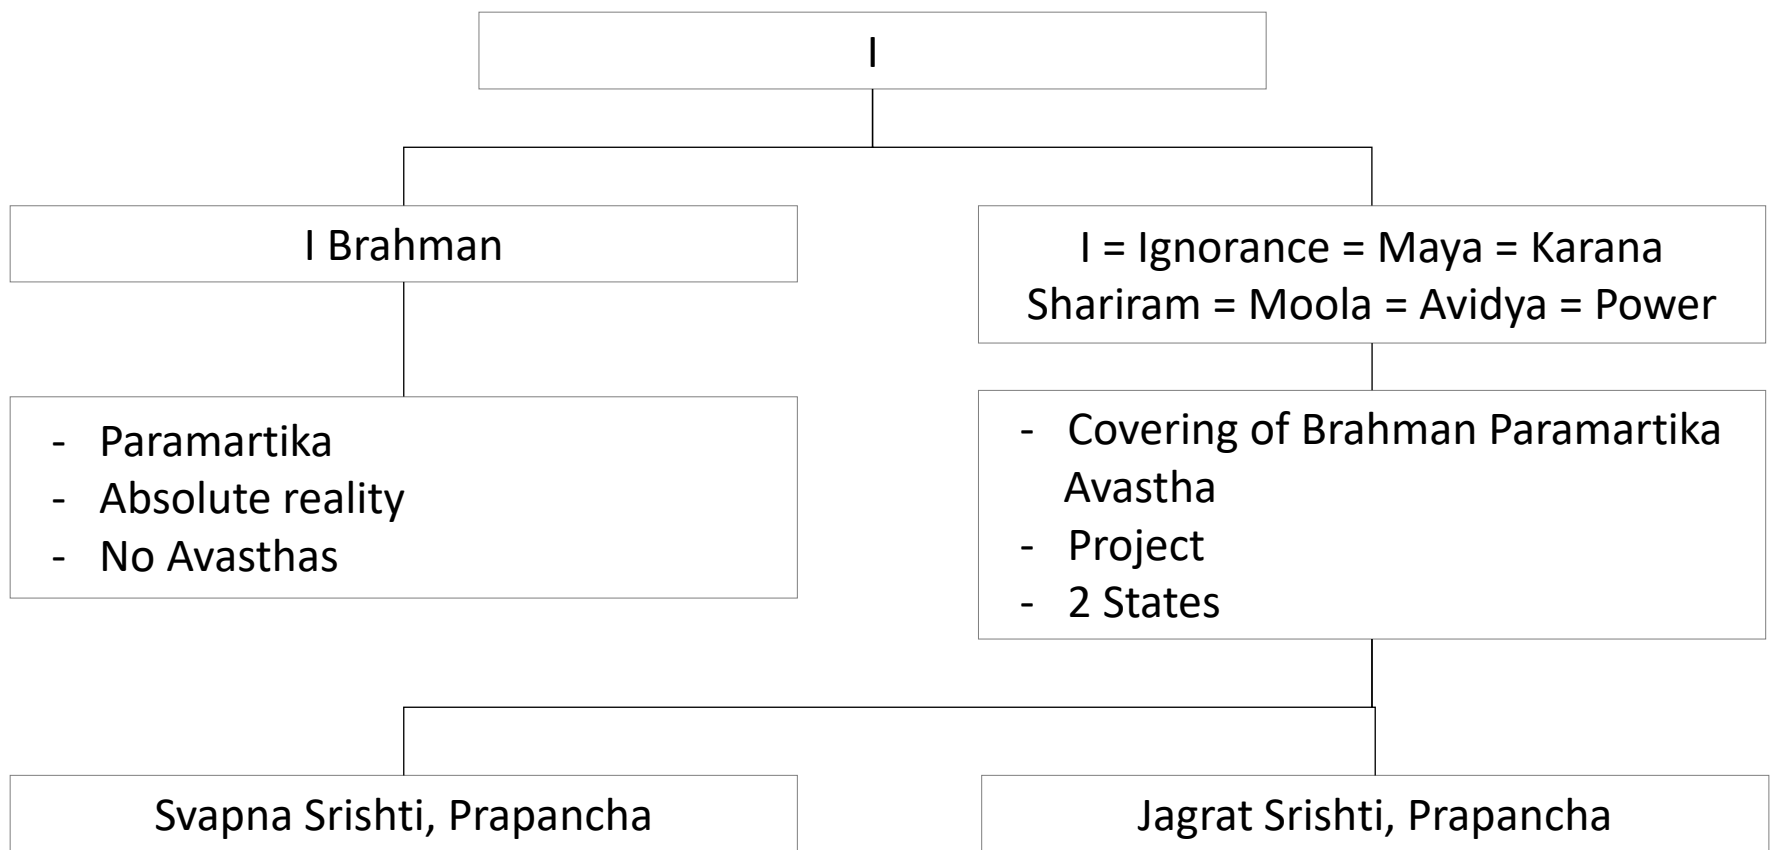 I
I Brahman
I = Ignorance = Maya = Karana
Shariram = Moola = Avidya = Power
- Paramartika
- Absolute reality
- No Avasthas
- Covering of Brahman Paramartika
Avastha
- Project
- 2 States
Svapna Srishti, Prapancha
Jagrat Srishti, Prapancha